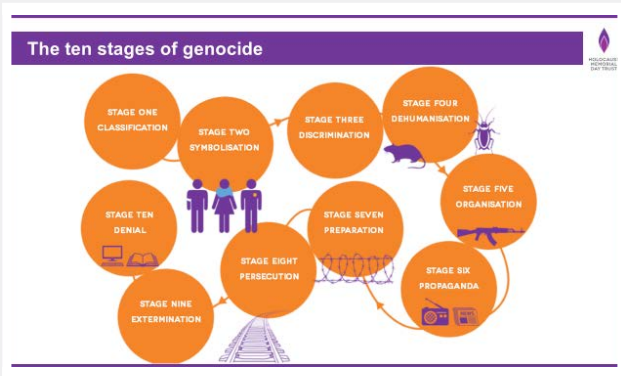 The ten stages of genocide
HOLOCAUST
MEMORIAL
DAY TRUST
STAGE ONE
CLASSIFICATION
STAGE TWO
SYMBOLISATION
STAGE THREE
DISCRIMINATION
STAGE FOUR
DEHUMANISATION
STAGE FIVE
ORGANISATION
STAGE SIX
PROPAGANDA
NEWS
STAGE SEVEN
PREPARATION
STAGE EIGHT
PERSECUTION
STAGE NINE
EXTERMINATION
STAGE TEN
DENIAL